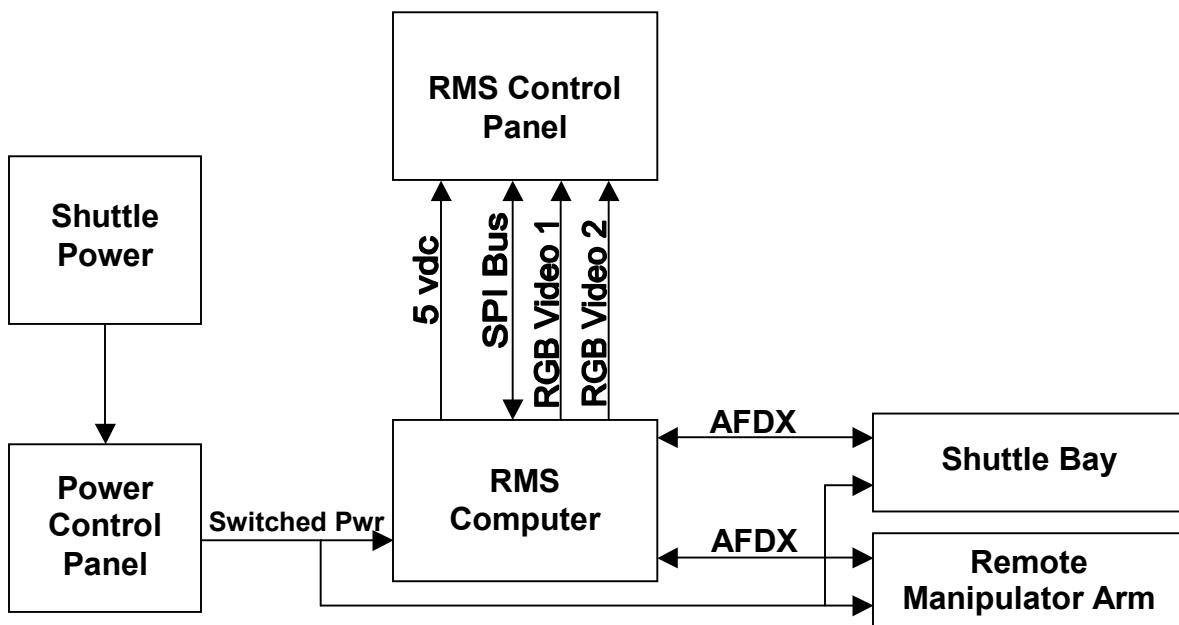 RMS Control
Panel
Shuttle
Power
5 vdc
SPI Bus
RGB Video 1
RGB Video 2
Power
Control
Panel
Switched Pwr
RMS
Computer
AFDX
AFDX
Shuttle Bay
Remote
Manipulator Arm